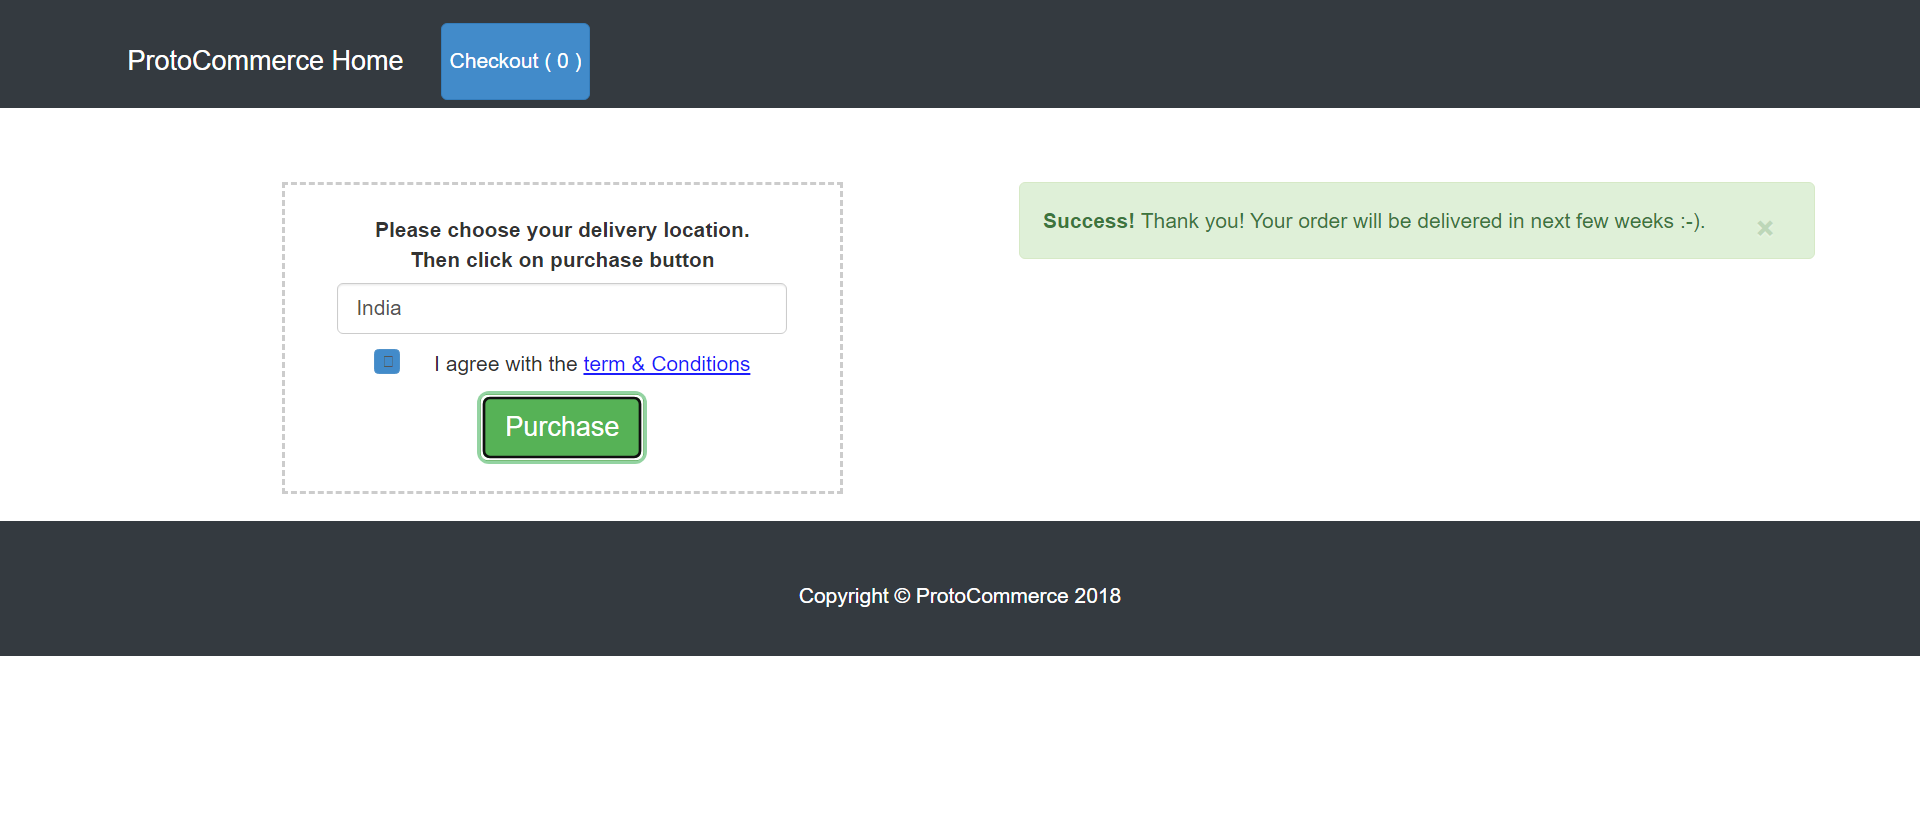 ProtoCommerce Home
Checkout ( 0 )
Please choose your delivery location.
Then click on purchase button
India
I agree with the term & Conditions
Purchase
Success! Thank you! Your order will be delivered in next few weeks :-).
×
Copyright © ProtoCommerce 2018